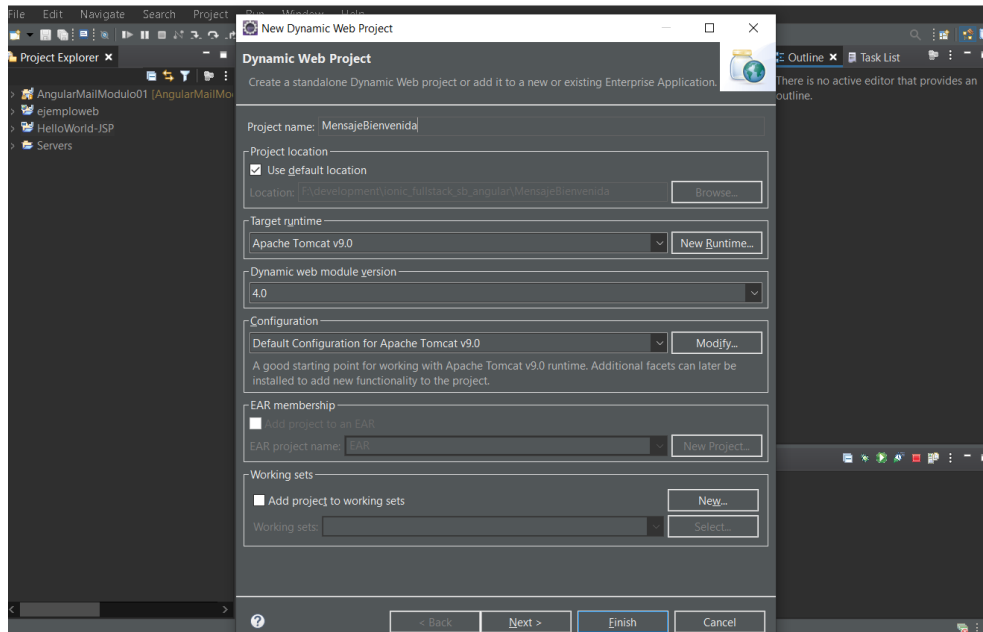 File Edit Navigate Search Project Run Window Help
New Dynamic Web Project
Project Explorer
Dynamic Web Project
Create a standalone Dynamic Web project or add it to a new or existing Enterprise Application.
Outline
Task List
There is no active editor that provides an
outline.
AngularMailModulo01 [AngularMailMo
ejemploweb
HelloWorld-JSP
Servers
Project name: MensajeBienvenida
Project location
Use default location
Location: F:\development\ionic_fullstack_sb_angular\MensajeBienvenida Browse...
Target runtime
Apache Tomcat v9.0 New Runtime...
Dynamic web module version
4.0
Configuration
Default Configuration for Apache Tomcat v9.0 Modify...
A good starting point for working with Apache Tomcat v9.0 runtime. Additional facets can later be
installed to add new functionality to the project.
EAR membership
Add project to an EAR
EAR project name: EAR New Project...
Working sets
Add project to working sets New...
Working sets: Select...
? < Back Next > Finish Cancel